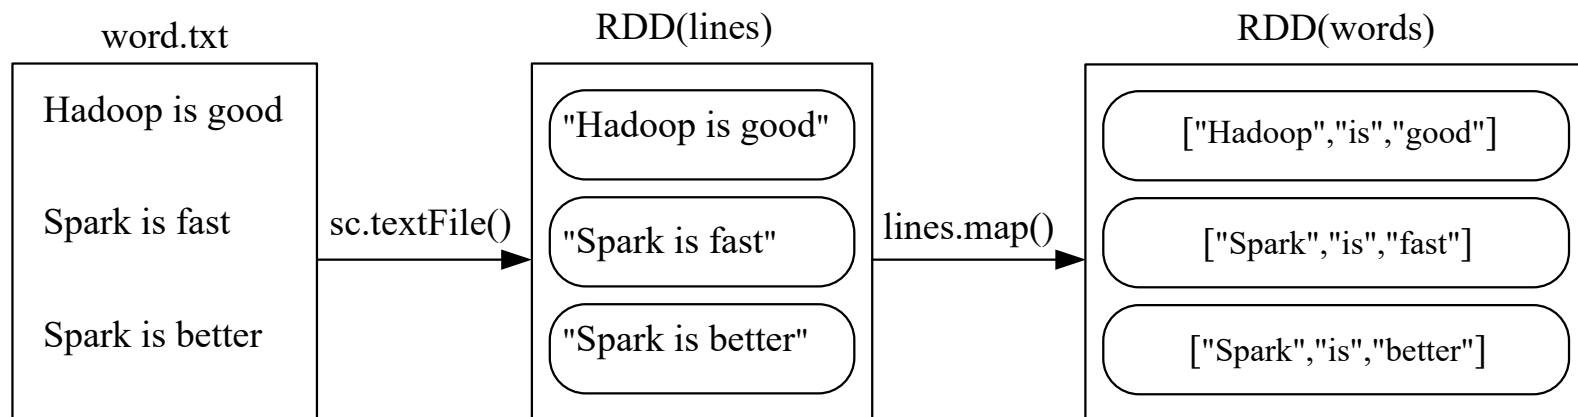 word.txt
Hadoop is good
Spark is fast
Spark is better
sc.textFile()
RDD(lines)
"Hadoop is good"
"Spark is fast"
"Spark is better"
lines.map()
RDD(words)
["Hadoop","is","good"]
["Spark","is","fast"]
["Spark","is","better"]